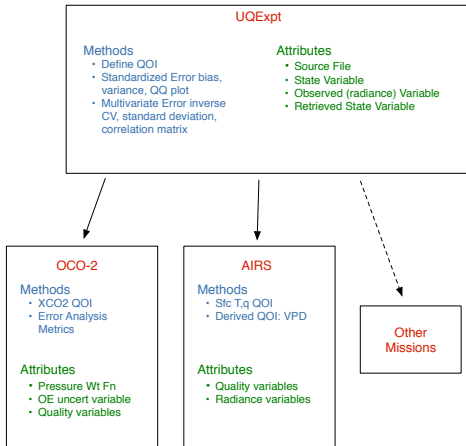 UQExpt
Methods
• Define QOI
• Standardized Error bias,
variance, QQ plot
• Multivariate Error inverse
CV, standard deviation,
correlation matrix
Attributes
• Source File
• State Variable
• Observed (radiance) Variable
• Retrieved State Variable
OCO-2
Methods
• XCO2 QOI
• Error Analysis
Metrics
Attributes
• Pressure Wt Fn
• OE uncert variable
• Quality variables
AIRS
Methods
• Sfc T,q QOI
• Derived QOI: VPD
Attributes
• Quality variables
• Radiance variables
Other
Missions